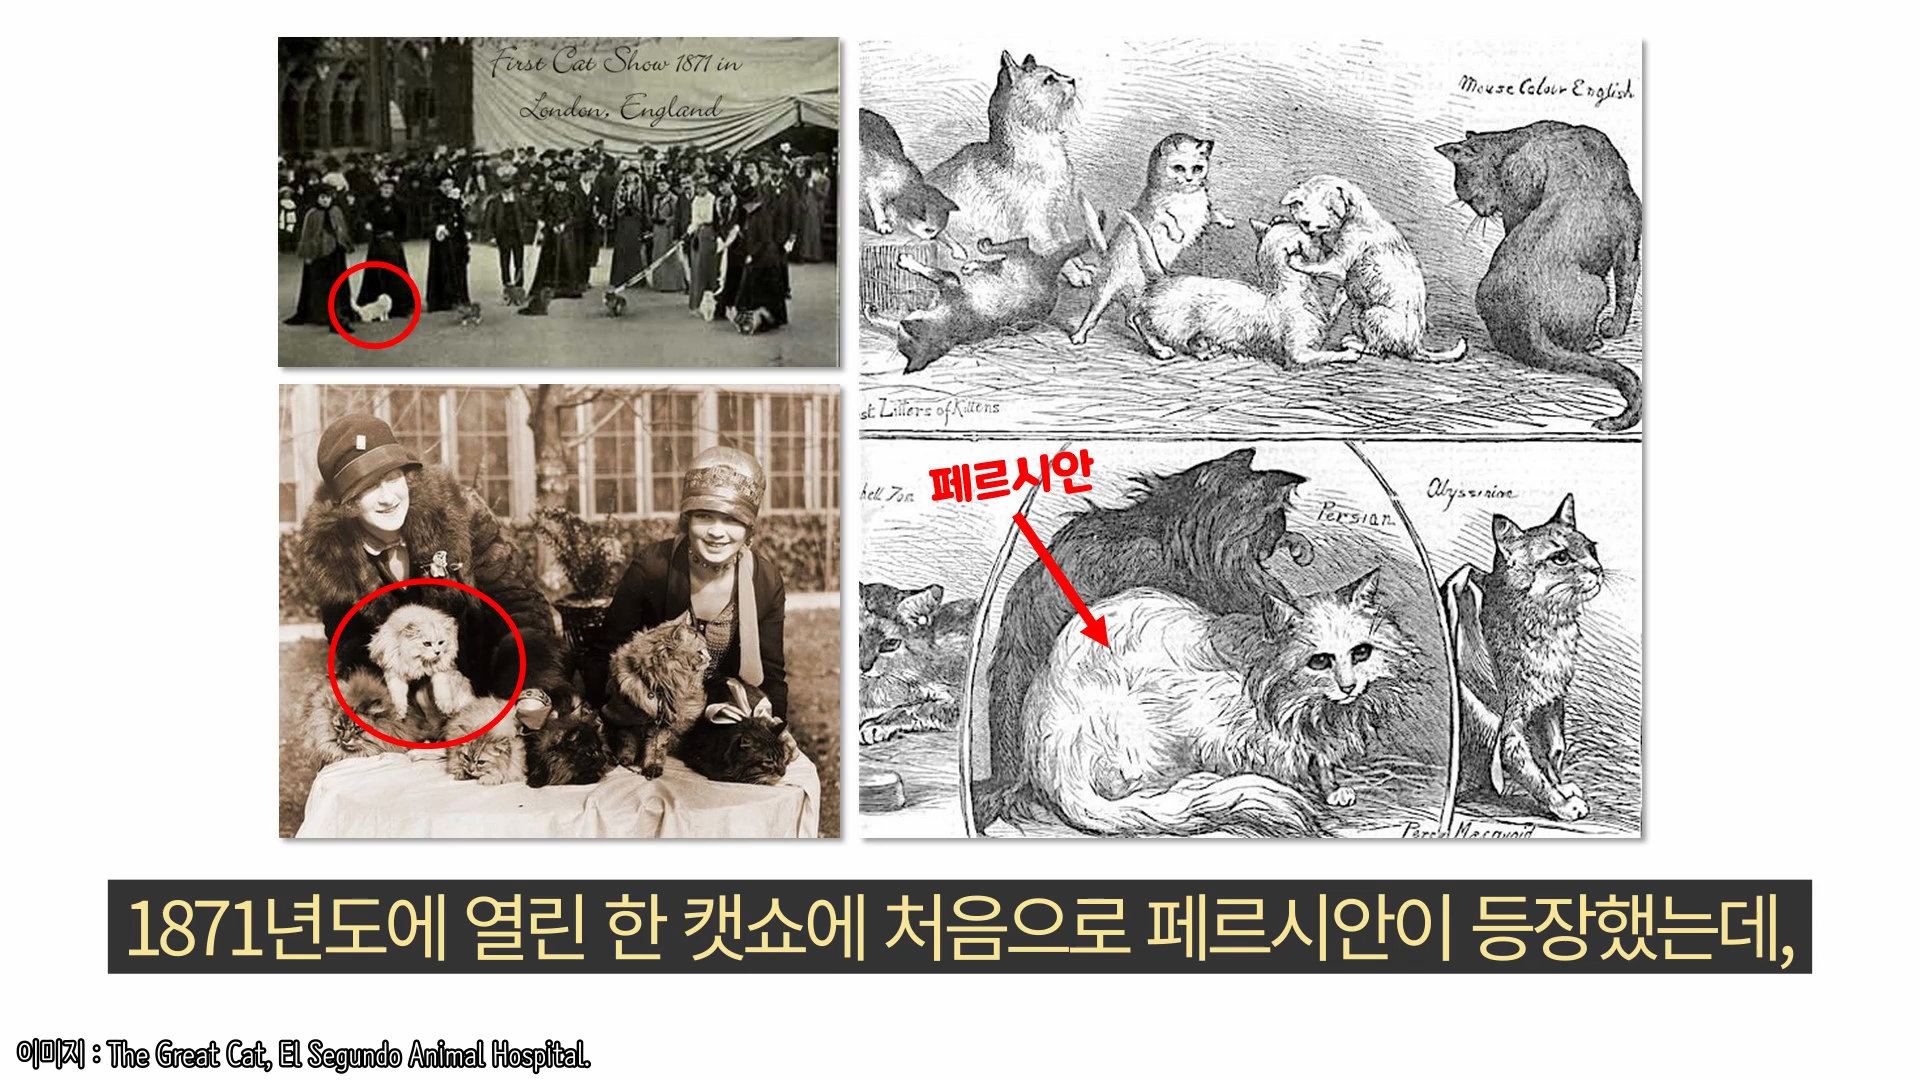 First Cat Show 1871 in
London, England
Mouse Colour English
st Litters of Kittens
페르시안
Persian
Abyssinian
1871년도에 열린 한 캣쇼에 처음으로 페르시안이 등장했는데,
이미지 : The Great Cat, El Segundo Animal Hospital.